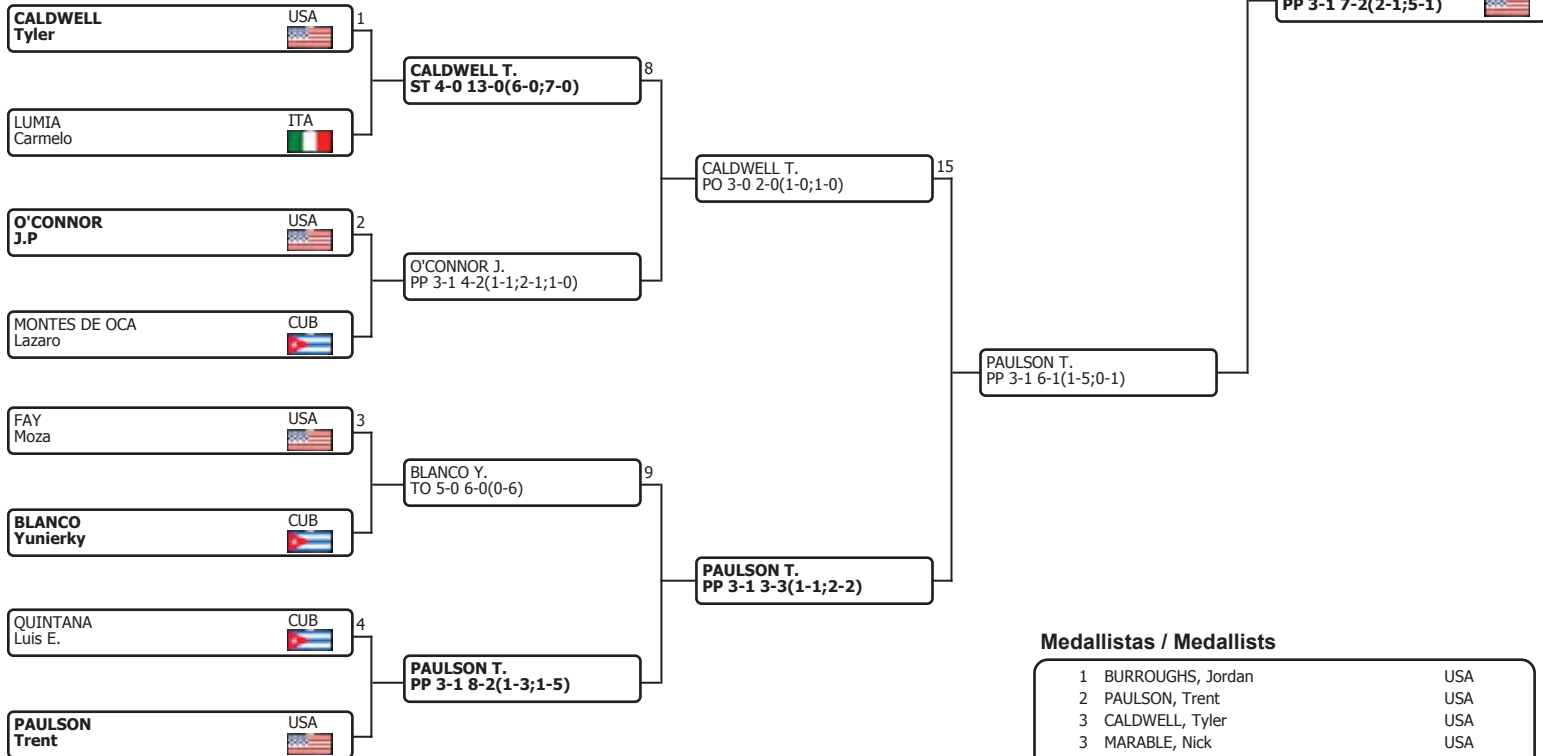 PP 3-1 7-2(2-1;5-1)
CALDWELL USA 1
Tyler
CALDWELL T. 8
ST 4-0 13-0(6-0;7-0)
LUMIA ITA
Carmelo
CALDWELL T. 15
PO 3-0 2-0(1-0;1-0)
O'CONNOR USA 2
J.P
O'CONNOR J.
PP 3-1 4-2(1-1;2-1;1-0)
MONTES DE OCA CUB
Lazaro
PAULSON T.
PP 3-1 6-1(1-5;0-1)
FAY USA 3
Moza
BLANCO Y. 9
TO 5-0 6-0(0-6)
BLANCO CUB
Yunierky
PAULSON T.
PP 3-1 3-3(1-1;2-2)
QUINTANA CUB 4
Luis E.
PAULSON T.
PP 3-1 8-2(1-3;1-5)
PAULSON USA
Trent
Medallistas / Medallists
1 BURROUGHS, Jordan USA
2 PAULSON, Trent USA
3 CALDWELL, Tyler USA
3 MARABLE, Nick USA